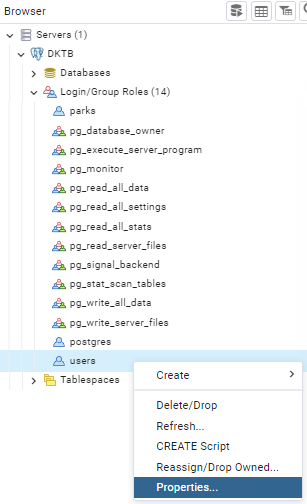 Browser
Servers (1)
DKTB
Databases
Login/Group Roles (14)
parks
pg_database_owner
pg_execute_server_program
pg_monitor
pg_read_all_data
pg_read_all_settings
pg_read_all_stats
pg_read_server_files
pg_signal_backend
pg_stat_scan_tables
pg_write_all_data
pg_write_server_files
postgres
users
Tablespaces
Create
Delete/Drop
Refresh...
CREATE Script
Reassign/Drop Owned...
Properties...